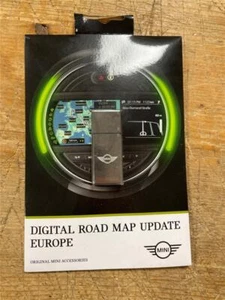 DIGITAL ROAD MAP UPDATE
EUROPE
ORIGINAL MINI ACCESSORIES
MINI